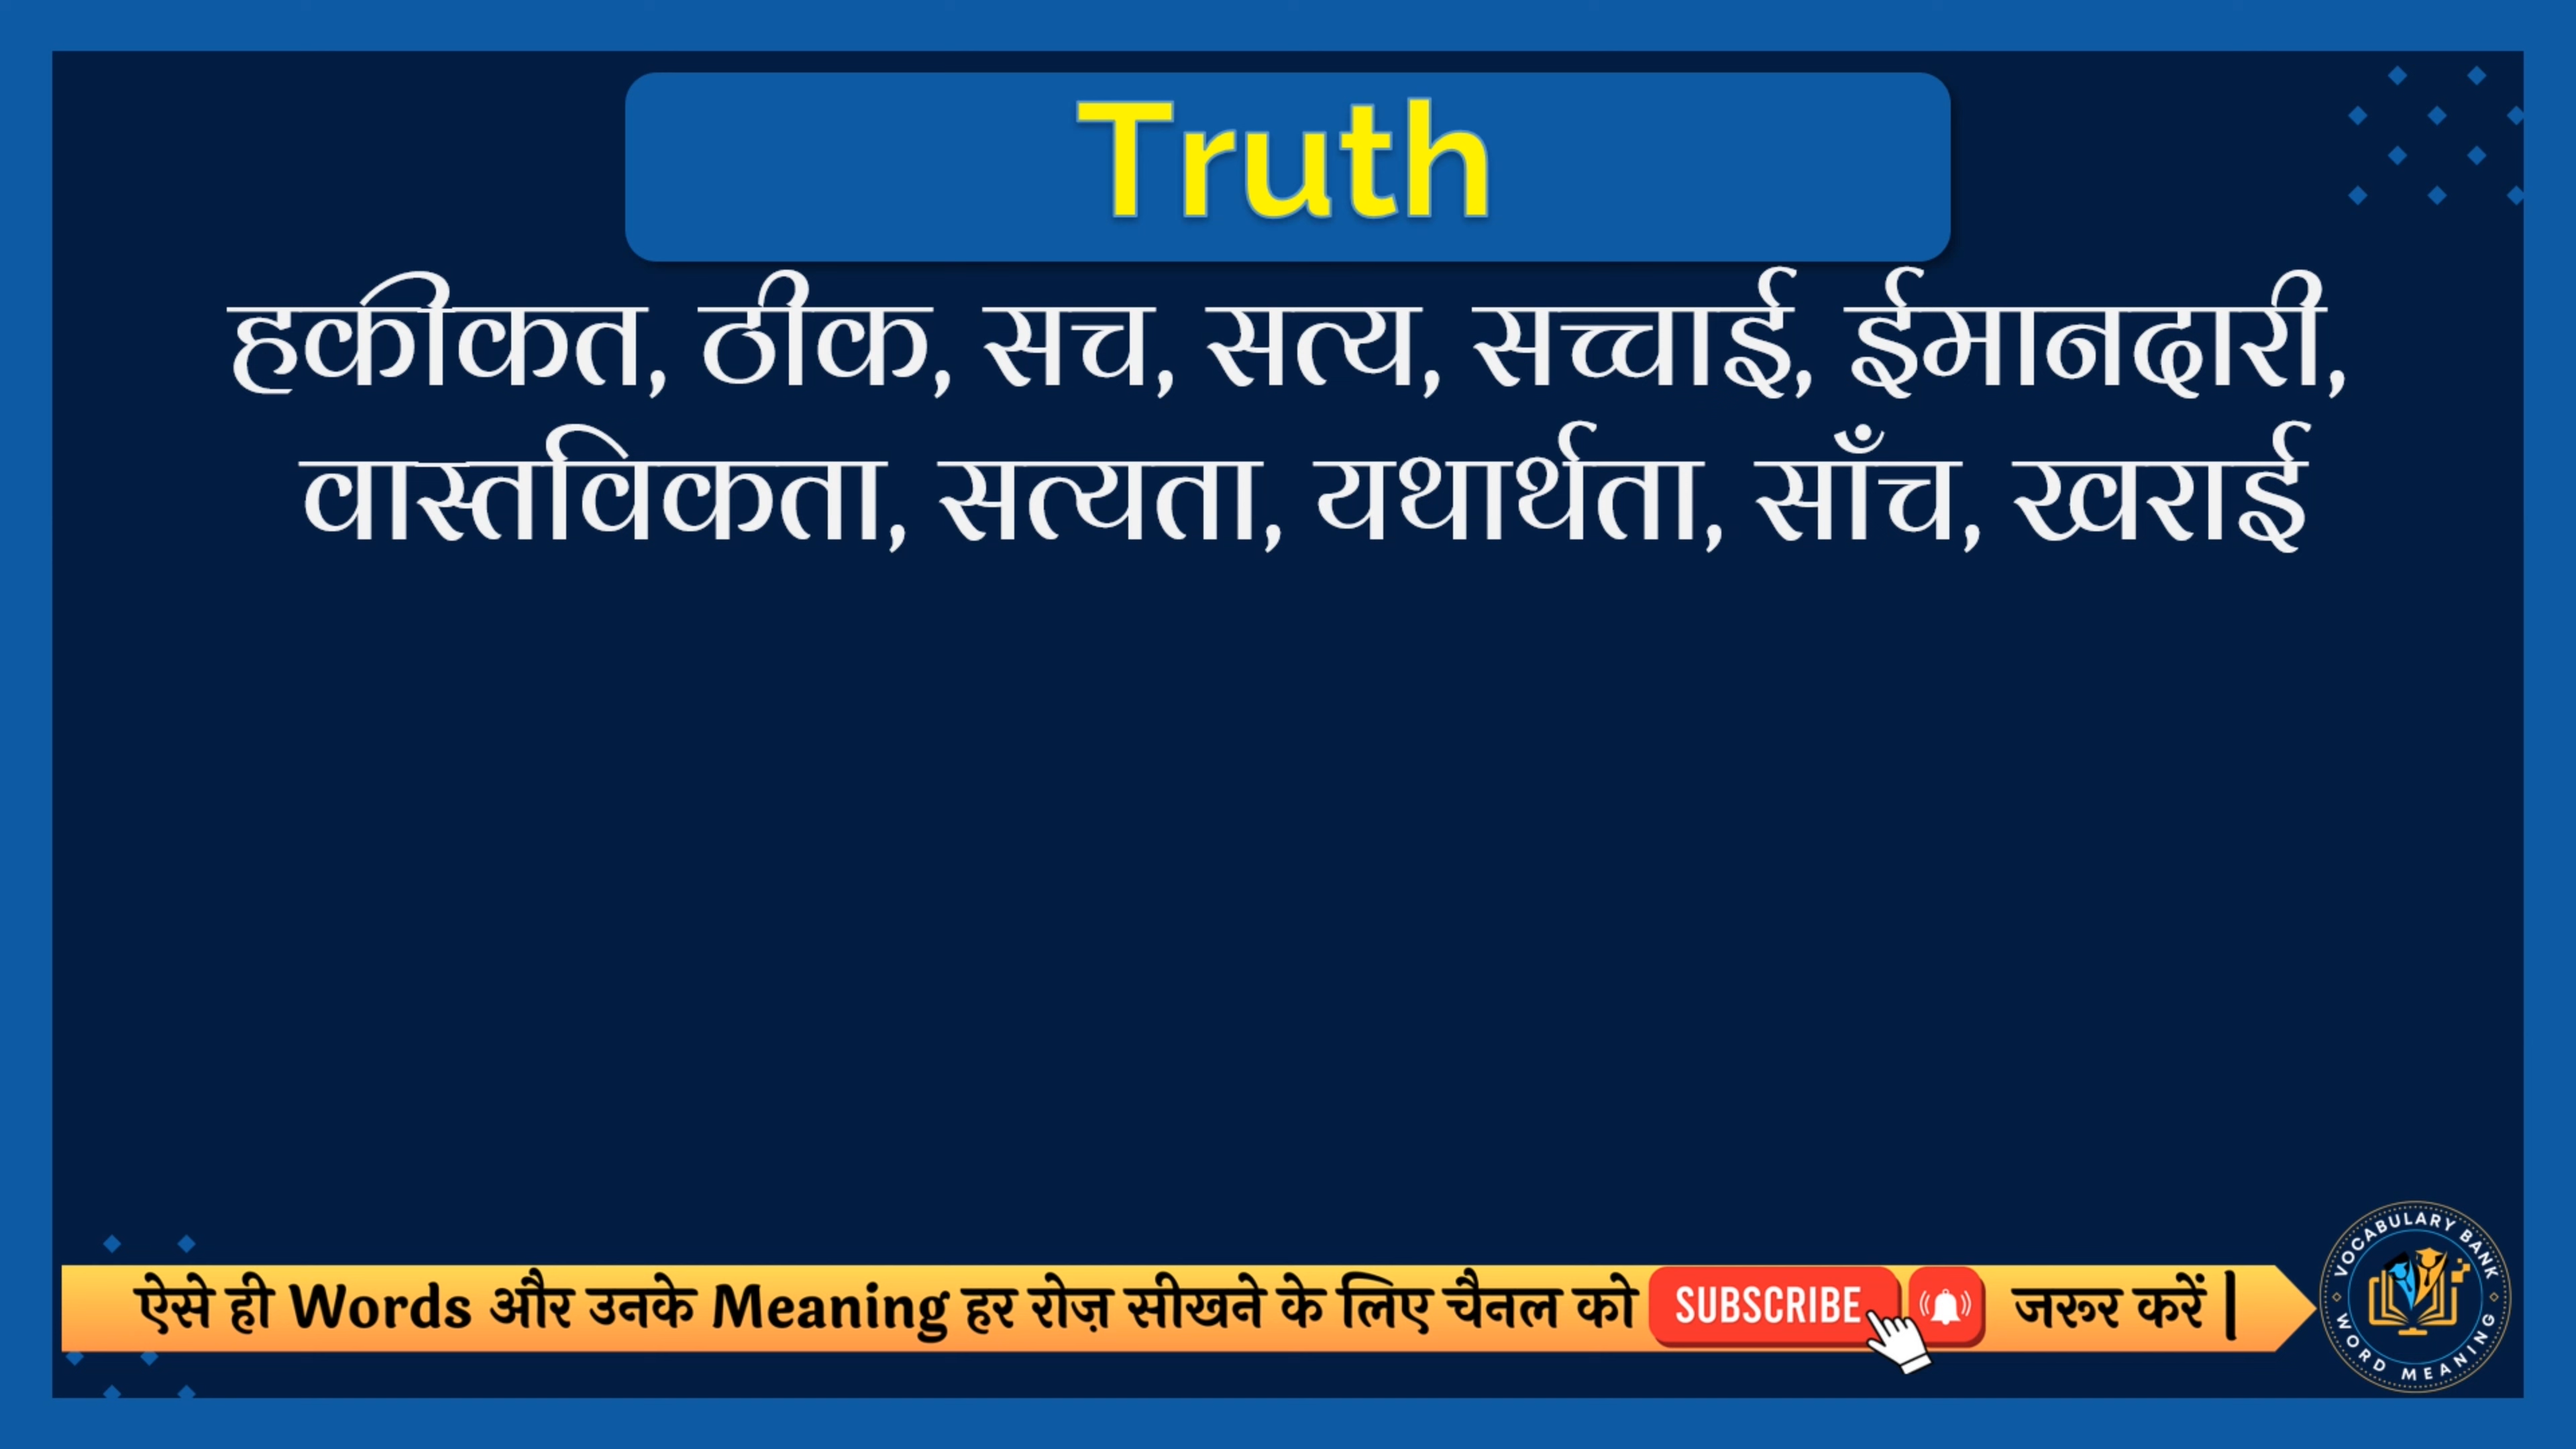 Truth
हकीकत, ठीक, सच, सत्य, सच्चाई, ईमानदारी,
वास्तविकता, सत्यता, यथार्थता, साँच, खराई
ऐसे ही Words और उनके Meaning हर रोज़ सीखने के लिए चैनल को SUBSCRIBE जरूर करें |
VOCABULARY BANK
WORD MEANING